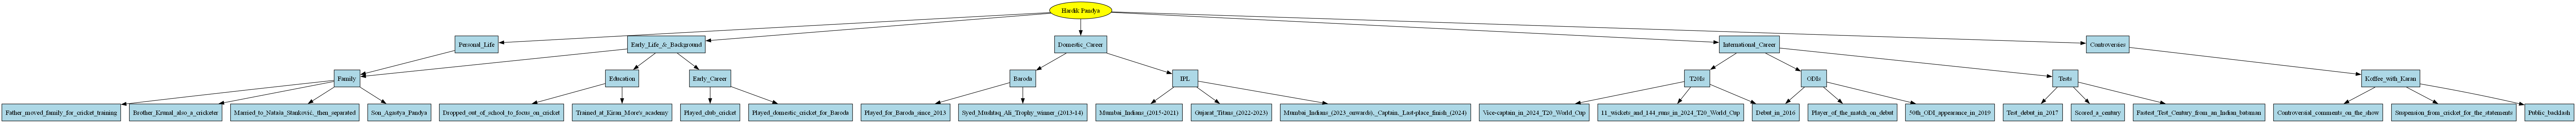 Hardik Pandya
Personal_Life
Early_Life_&_Background
Domestic_Career
International_Career
Controversies
Family
Education
Early_Career
Baroda
IPL
T20Is
ODIs
Tests
Koffee_with_Karan
Father_moved_family_for_cricket_training
Brother_Krunal_also_a_cricketer
Married_to_Nataša_Stanković,_then_separated
Son_Agastya_Pandya
Dropped_out_of_school_to_focus_on_cricket
Trained_at_Kiran_More's_academy
Played_club_cricket
Played_domestic_cricket_for_Baroda
Played_for_Baroda_since_2013
Syed_Mushtaq_Ali_Trophy_winner_(2013-14)
Mumbai_Indians_(2015-2021)
Gujarat_Titans_(2022-2023)
Mumbai_Indians_(2023_onwards),_Captain,_Last-place_finish_(2024)
Vice-captain_in_2024_T20_World_Cup
11_wickets_and_144_runs_in_2024_T20_World_Cup
Debut_in_2016
Player_of_the_match_on_debut
50th_ODI_appearance_in_2019
Test_debut_in_2017
Scored_a_century
Fastest_Test_Century_from_an_Indian_batsman
Controversial_comments_on_the_show
Suspension_from_cricket_for_the_statements
Public_backlash